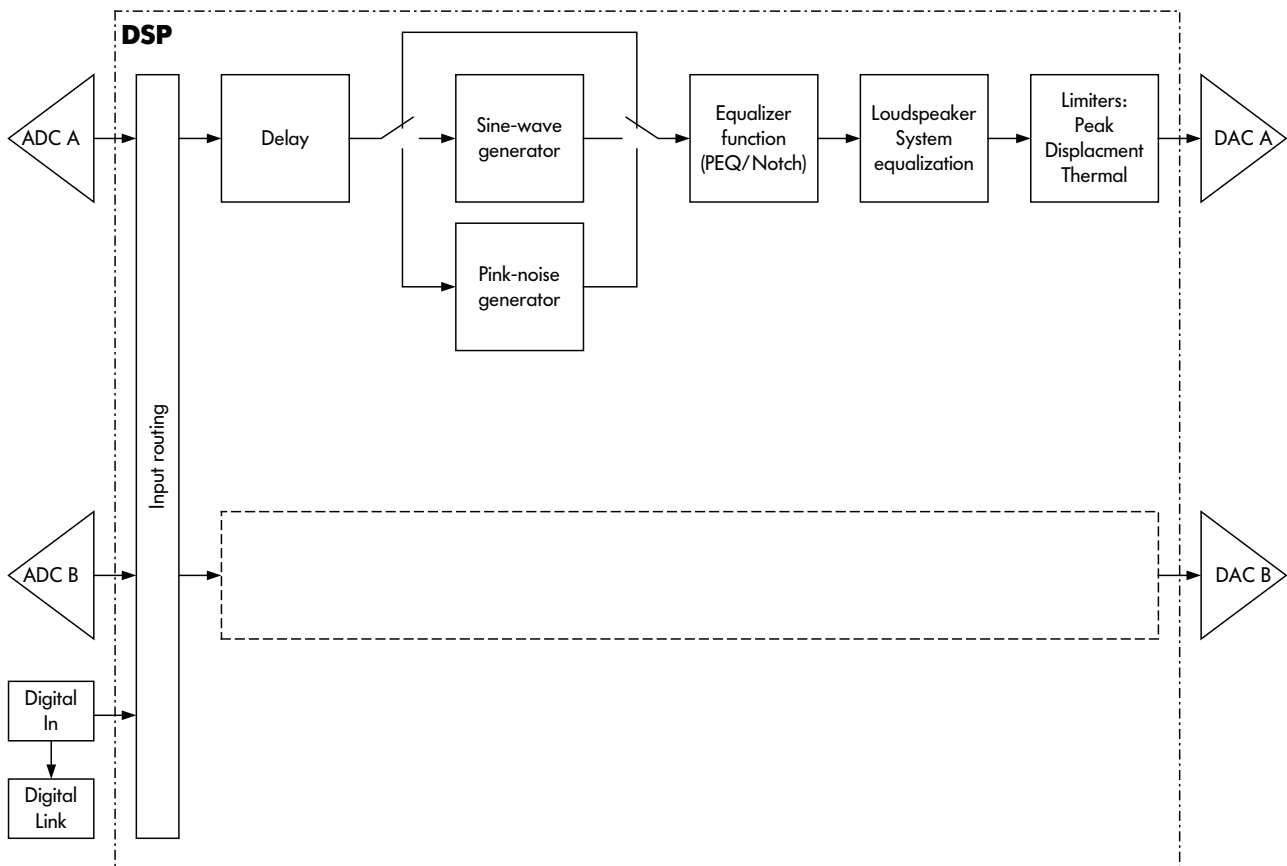 DSP
ADC A
Delay
Sine-wave
generator
Equalizer
function
(PEQ/Notch)
Loudspeaker
System
equalization
Limiters:
Peak
Displacment
Thermal
DAC A
Pink-noise
generator
Input routing
ADC B
DAC B
Digital
In
Digital
Link